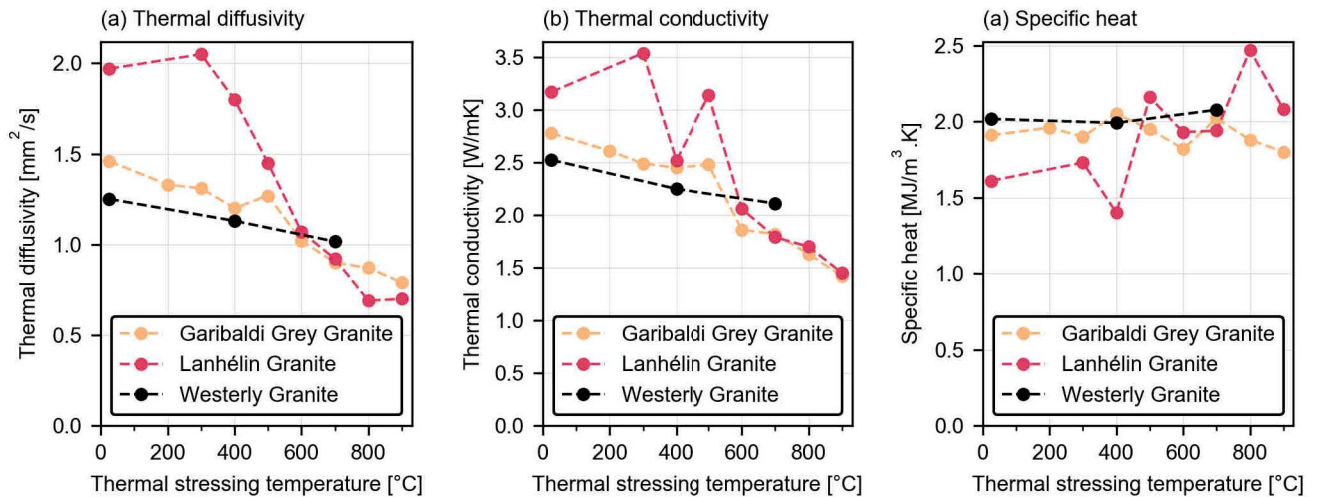 (a) Thermal diffusivity
Thermal diffusivity [mm²/s]
2.0
1.5
1.0
0.5
0.0
Garibaldi Grey Granite
Lanhélin Granite
Westerly Granite
0 200 400 600 800
Thermal stressing temperature [°C]
(b) Thermal conductivity
Thermal conductivity [W/mK]
3.5
3.0
2.5
2.0
1.5
1.0
0.5
0.0
Garibaldi Grey Granite
Lanhélin Granite
Westerly Granite
0 200 400 600 800
Thermal stressing temperature [°C]
(a) Specific heat
Specific heat [MJ/m³.K]
2.5
2.0
1.5
1.0
0.5
0.0
Garibaldi Grey Granite
Lanhélin Granite
Westerly Granite
0 200 400 600 800
Thermal stressing temperature [°C]